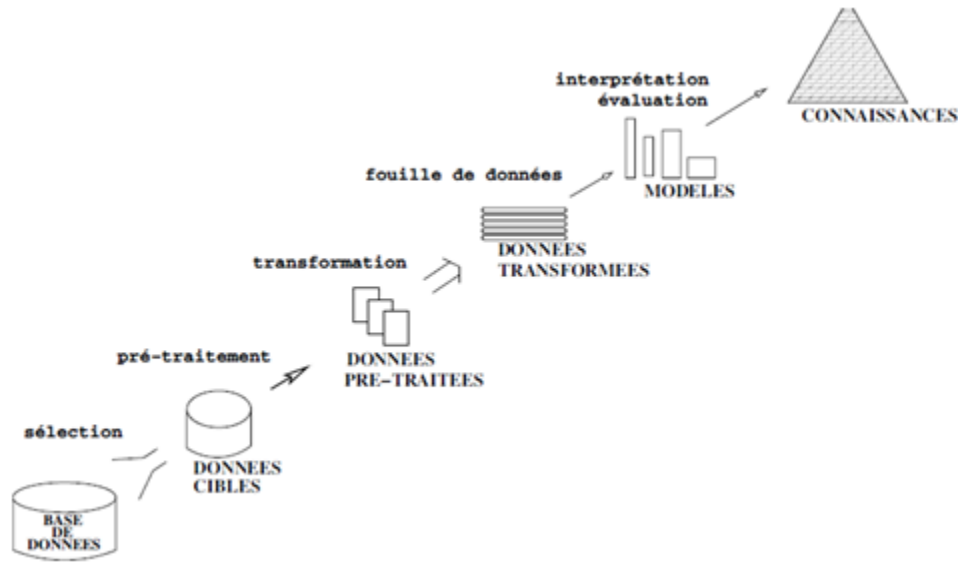 interprétation
évaluation
CONNAISSANCES
fouille de données
MODELES
transformation
DONNEES
TRANSFORMEES
pré-traitement
DONNEES
PRE-TRAITEES
sélection
DONNEES
CIBLES
BASE
DE
DONNEES